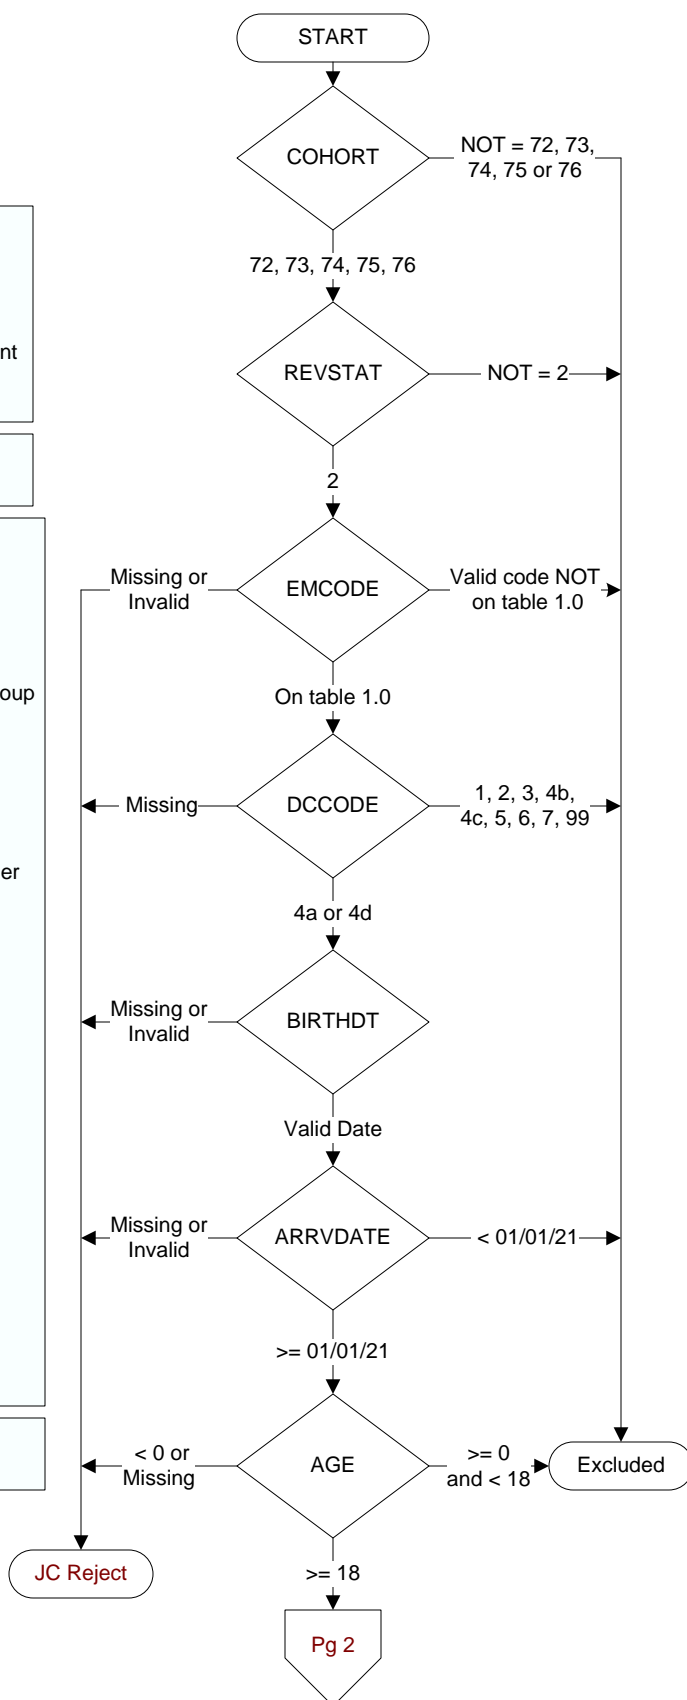 START
COHORT
NOT = 72, 73,
74, 75 or 76
72, 73, 74, 75, 76
nt
REVSTAT
NOT = 2
2
Missing or
Invalid
EMCODE
Valid code NOT
on table 1.0
oup
On table 1.0
Missing
DCCODE
1, 2, 3, 4b,
4c, 5, 6, 7, 99
er
4a or 4d
Missing or
Invalid
BIRTHDT
Valid Date
Missing or
Invalid
ARRVDATE
< 01/01/21
>= 01/01/21
< 0 or
Missing
AGE
>= 0
and < 18
Excluded
JC Reject
>= 18
Pg 2